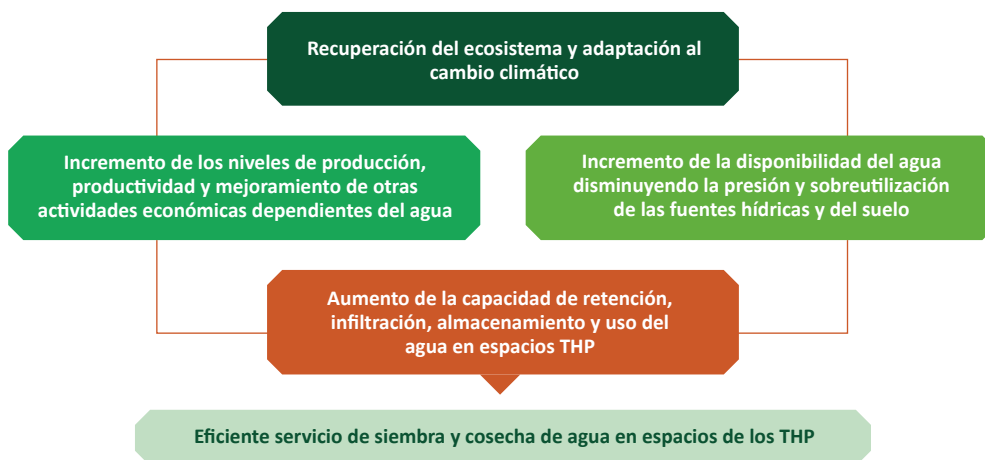 Recuperación del ecosistema y adaptación al
cambio climático
Incremento de los niveles de producción,
productividad y mejoramiento de otras
actividades económicas dependientes del agua
Incremento de la disponibilidad del agua
disminuyendo la presión y sobreutilización
de las fuentes hídricas y del suelo
Aumento de la capacidad de retención,
infiltración, almacenamiento y uso del
agua en espacios THP
Eficiente servicio de siembra y cosecha de agua en espacios de los THP